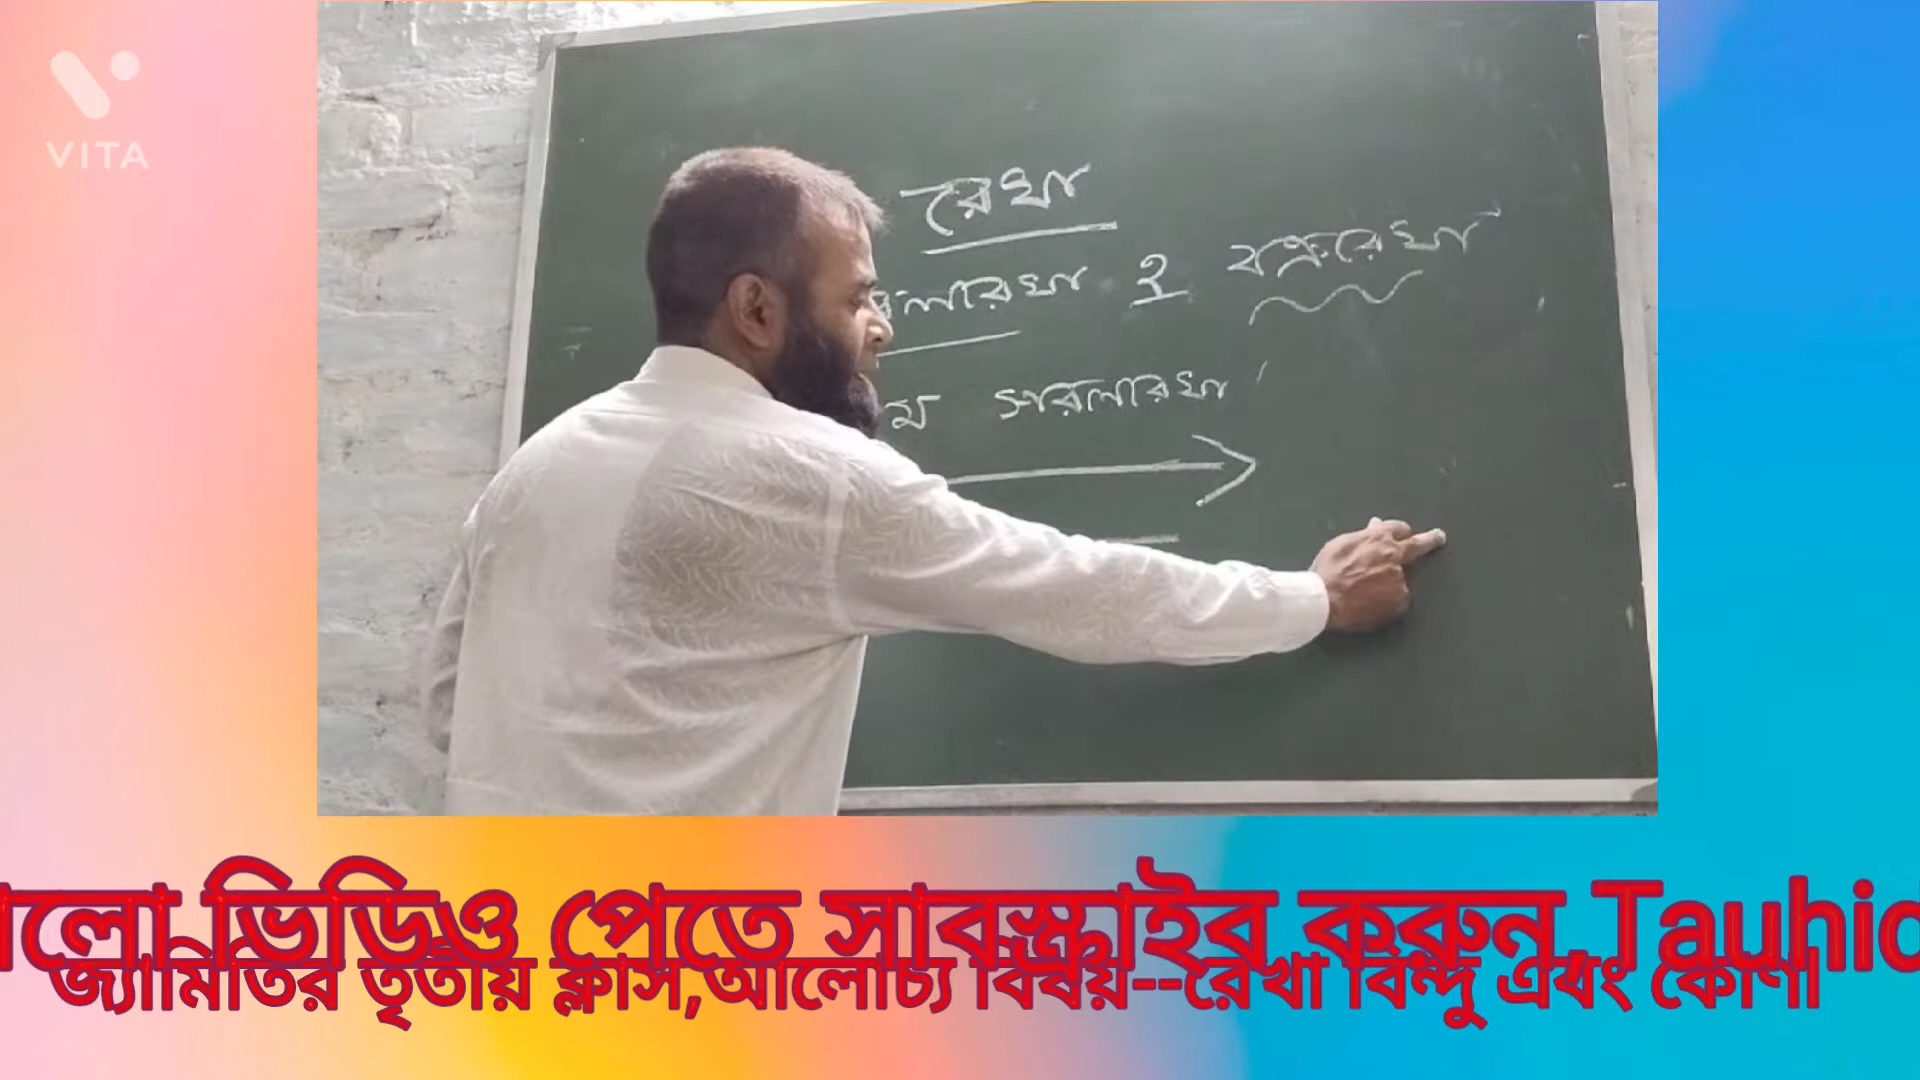 VITA
রেখা
সরলরেখা ও বক্ররেখা
সরলরেখা
ভিডিও পেতে সাবস্ক্রাইব করুন Tauhid
জ্যামিতির তৃতীয় ক্লাস,আলোচ্য বিষয়--রেখা বিন্দু এবং কোণ